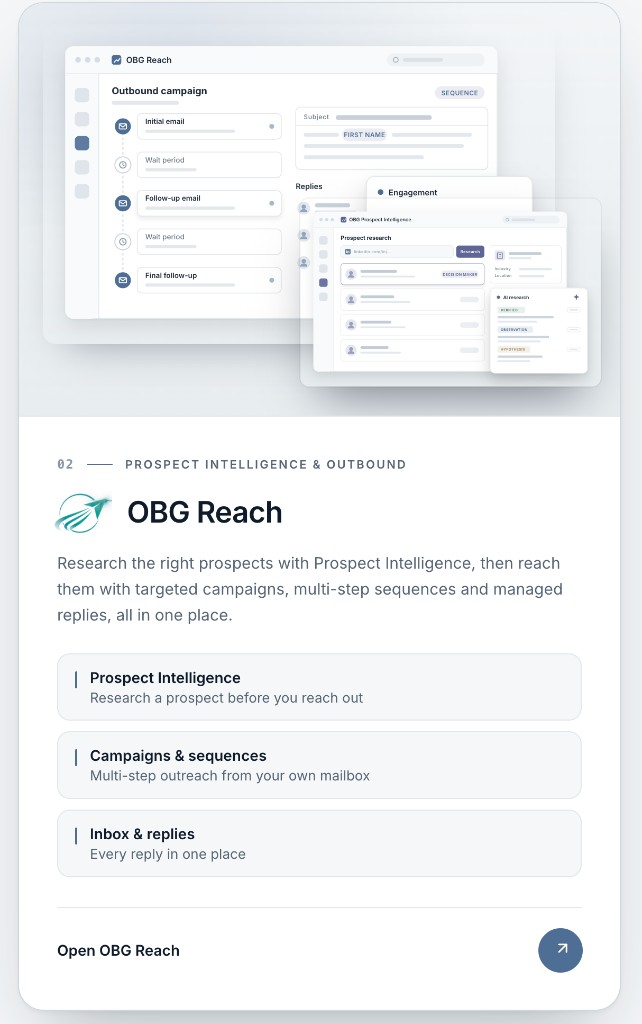 OBG Reach
Outbound campaign
SEQUENCE
Initial email
Wait period
Follow-up email
Wait period
Final follow-up
Subject
FIRST NAME
Replies
Engagement
OBG Prospect Intelligence
Prospect research
Research
DECISION MAKER
Industry
Location
AI research
OBSERVATION
02 PROSPECT INTELLIGENCE & OUTBOUND
OBG Reach
Research the right prospects with Prospect Intelligence, then reach
them with targeted campaigns, multi-step sequences and managed
replies, all in one place.
Prospect Intelligence
Research a prospect before you reach out
Campaigns & sequences
Multi-step outreach from your own mailbox
Inbox & replies
Every reply in one place
Open OBG Reach